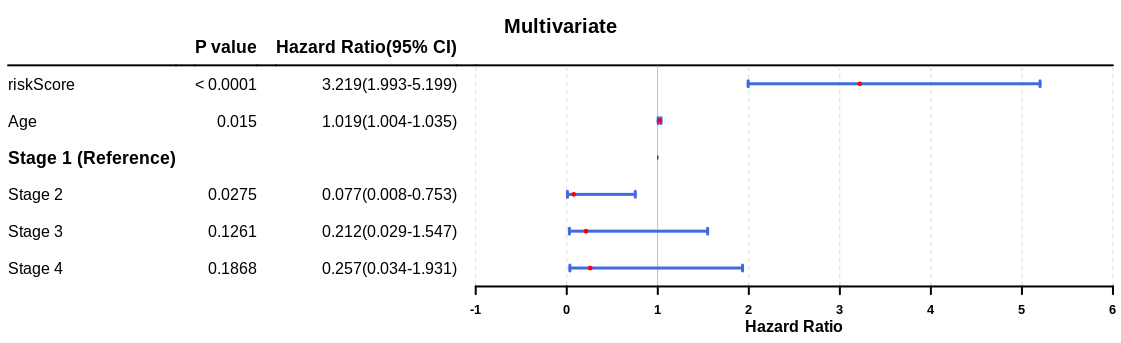 Multivariate
P value Hazard Ratio(95% CI)
riskScore < 0.0001 3.219(1.993-5.199)
Age 0.015 1.019(1.004-1.035)
Stage 1 (Reference)
Stage 2 0.0275 0.077(0.008-0.753)
Stage 3 0.1261 0.212(0.029-1.547)
Stage 4 0.1868 0.257(0.034-1.931)
-1 0 1 2 3 4 5 6
Hazard Ratio